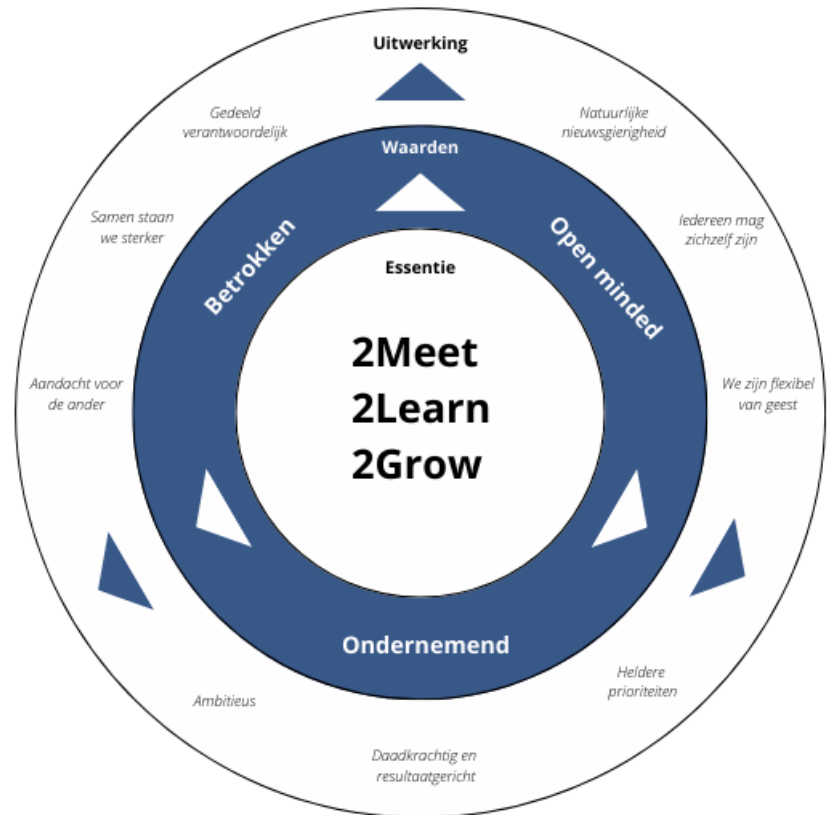 Uitwerking
Gedeeld
verantwoordelijk
Natuurlijke
nieuwsgierigheid
Waarden
Samen staan
we sterker
Iedereen mag
zichzelf zijn
Betrokken
Open minded
Essentie
2Meet
2Learn
2Grow
Aandacht voor
de ander
We zijn flexibel
van geest
Ondernemend
Heldere
prioriteiten
Ambitieus
Daadkrachtig en
resultaatgericht